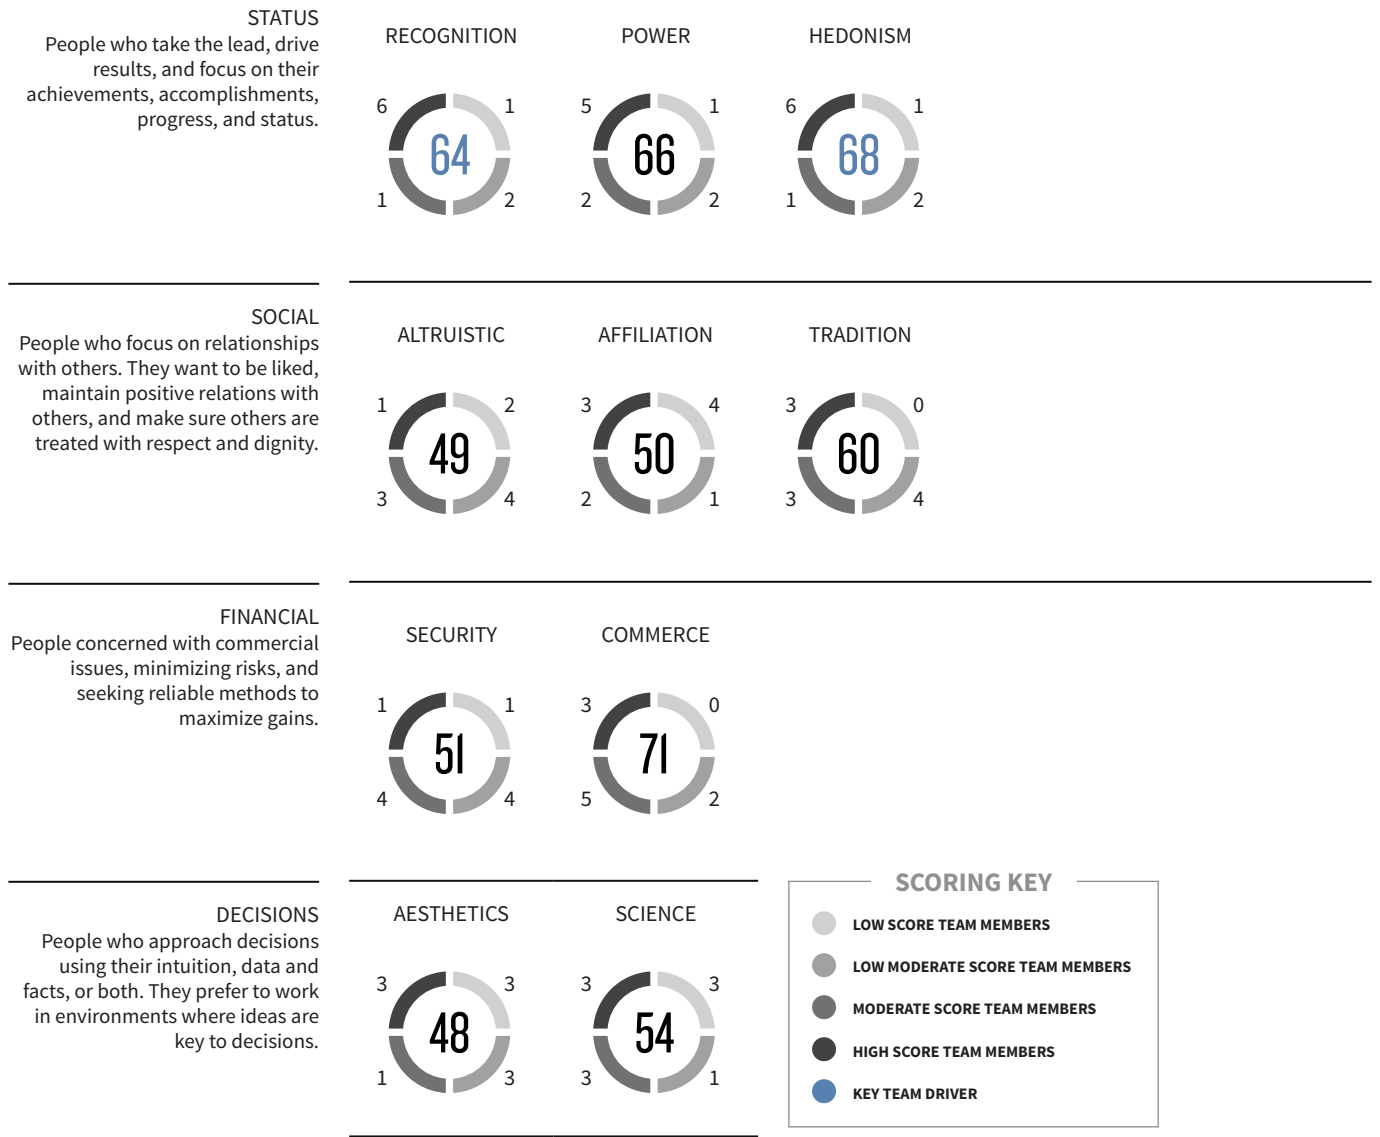 STATUS
People who take the lead, drive
results, and focus on their
achievements, accomplishments,
progress, and status.
RECOGNITION
6 1
64
1 2
POWER
5 1
66
2 2
HEDONISM
6 1
68
1 2
SOCIAL
People who focus on relationships
with others. They want to be liked,
maintain positive relations with
others, and make sure others are
treated with respect and dignity.
ALTRUISTIC
1 2
49
3 4
AFFILIATION
3 4
50
2 1
TRADITION
3 0
60
3 4
FINANCIAL
People concerned with commercial
issues, minimizing risks, and
seeking reliable methods to
maximize gains.
SECURITY
1 1
51
4 4
COMMERCE
3 0
71
5 2
DECISIONS
People who approach decisions
using their intuition, data and
facts, or both. They prefer to work
in environments where ideas are
key to decisions.
AESTHETICS
3 3
48
1 3
SCIENCE
3 3
54
3 1
SCORING KEY
LOW SCORE TEAM MEMBERS
LOW MODERATE SCORE TEAM MEMBERS
MODERATE SCORE TEAM MEMBERS
HIGH SCORE TEAM MEMBERS
KEY TEAM DRIVER